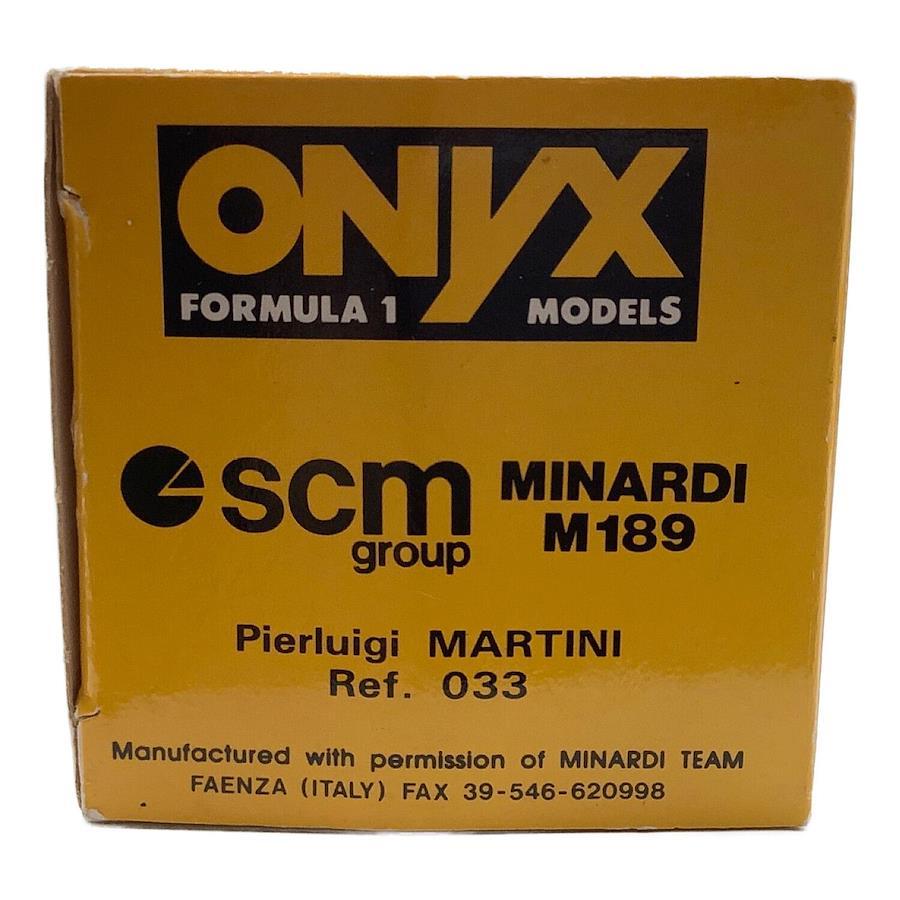 ONYX
FORMULA 1 MODELS
scm group MINARDI
M189
Pierluigi MARTINI
Ref. 033
Manufactured with permission of MINARDI TEAM
FAENZA (ITALY) FAX 39-546-620998